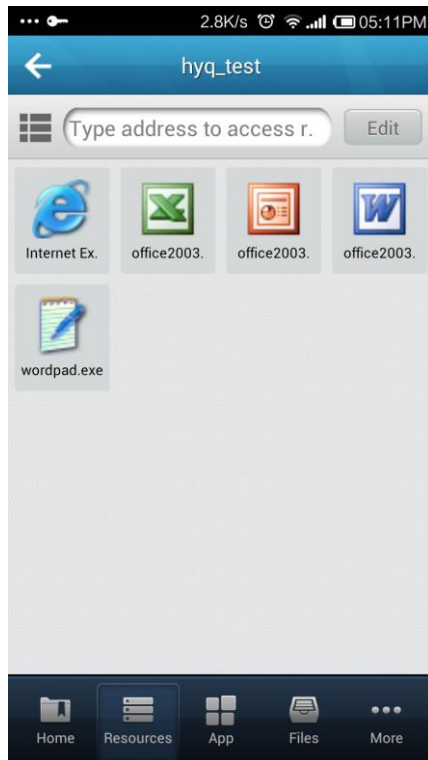 ... 2.8K/s 05:11PM
hyq_test
Type address to access r. Edit
Internet Ex. office2003. office2003. office2003.
wordpad.exe
Home Resources App Files More